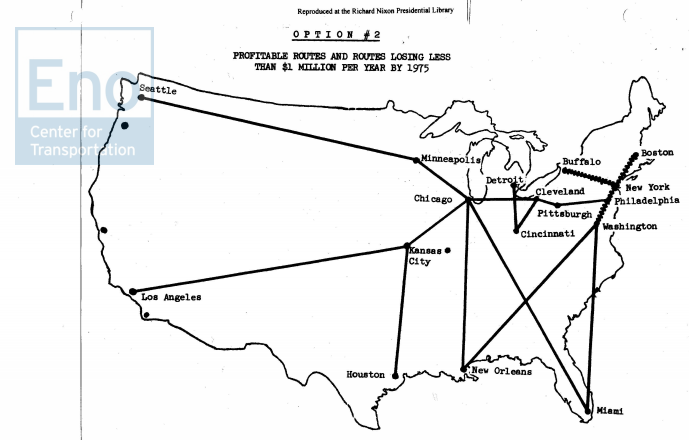 Reproduced at the Richard Nixon Presidential Library
OPTION #2
PROFITABLE ROUTES AND ROUTES LOSING LESS
THAN $1 MILLION PER YEAR BY 1975
Eno
Center for
Transportation
Seattle
Minneapolis
Buffalo
Boston
Detroit
Cleveland
New York
Chicago
Philadelphia
Pittsburgh
Washington
Cincinnati
Kansas
City
Los Angeles
Houston
New Orleans
Miami